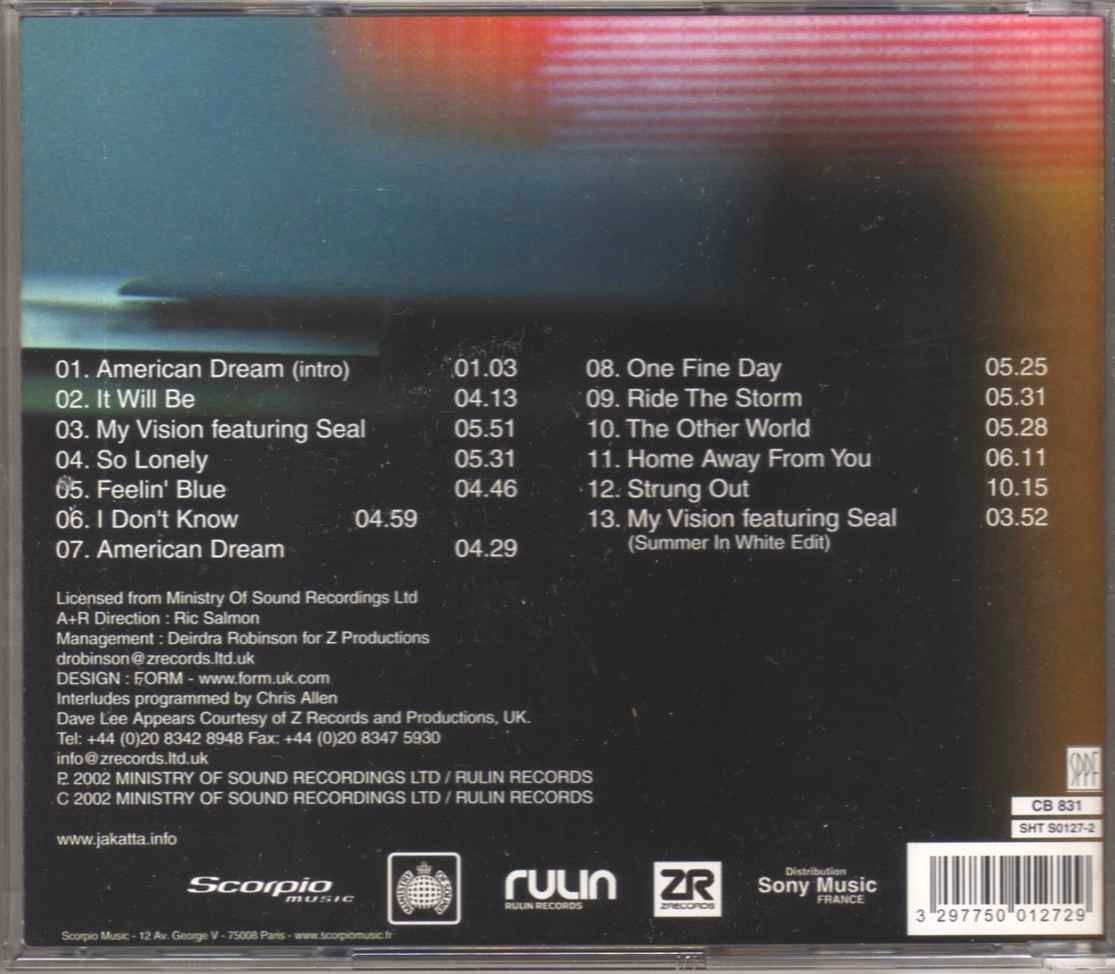 01. American Dream (intro) 01.03
02. It Will Be 04.13
03. My Vision featuring Seal 05.51
04. So Lonely 05.31
05. Feelin' Blue 04.46
06. I Don't Know 04.59
07. American Dream 04.29
08. One Fine Day 05.25
09. Ride The Storm 05.31
10. The Other World 05.28
11. Home Away From You 06.11
12. Strung Out 10.15
13. My Vision featuring Seal 03.52
(Summer In White Edit)
Licensed from Ministry Of Sound Recordings Ltd
A+R Direction : Ric Salmon
Management : Deirdra Robinson for Z Productions
drobinson@zrecords.ltd.uk
DESIGN : FORM - www.form.uk.com
Interludes programmed by Chris Allen
Dave Lee Appears Courtesy of Z Records and Productions, UK.
Tel: +44 (0)20 8342 8948 Fax: +44 (0)20 8347 5930
info@zrecords.ltd.uk
P. 2002 MINISTRY OF SOUND RECORDINGS LTD / RULIN RECORDS
C 2002 MINISTRY OF SOUND RECORDINGS LTD / RULIN RECORDS
www.jakatta.info
SPPF
CB 831
SHT S0127-2
Scorpio
music
MINISTRY OF SOUND
rulin
RULIN RECORDS
ZR
ZRECORDS
Distribution
Sony Music
FRANCE
3 297750 012729
Scorpio Music - 12 Av. George V - 75008 Paris - www.scorpiomusic.fr